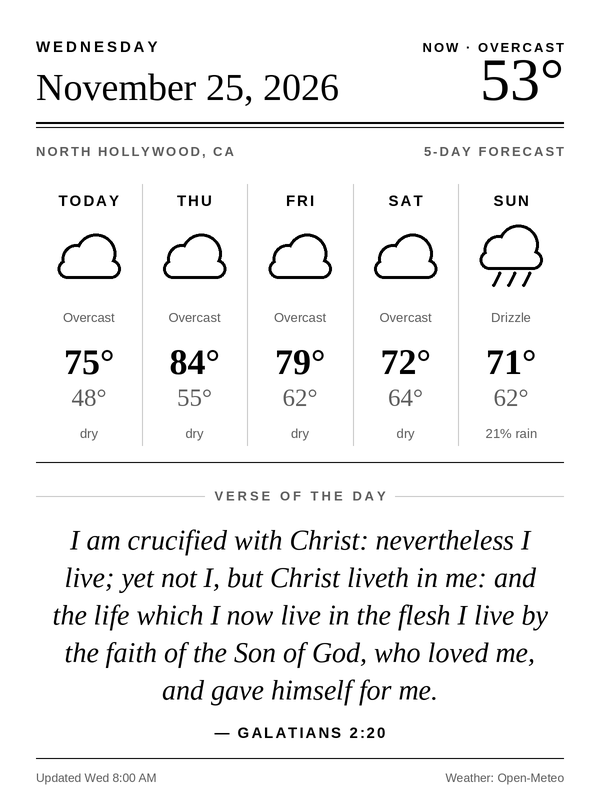 WEDNESDAY
NOW · OVERCAST
November 25, 2026
53°
NORTH HOLLYWOOD, CA
5-DAY FORECAST
TODAY THU FRI SAT SUN
Overcast Overcast Overcast Overcast Drizzle
75° 84° 79° 72° 71°
48° 55° 62° 64° 62°
dry dry dry dry 21% rain
VERSE OF THE DAY
I am crucified with Christ: nevertheless I
live; yet not I, but Christ liveth in me: and
the life which I now live in the flesh I live by
the faith of the Son of God, who loved me,
and gave himself for me.
— GALATIANS 2:20
Updated Wed 8:00 AM
Weather: Open-Meteo